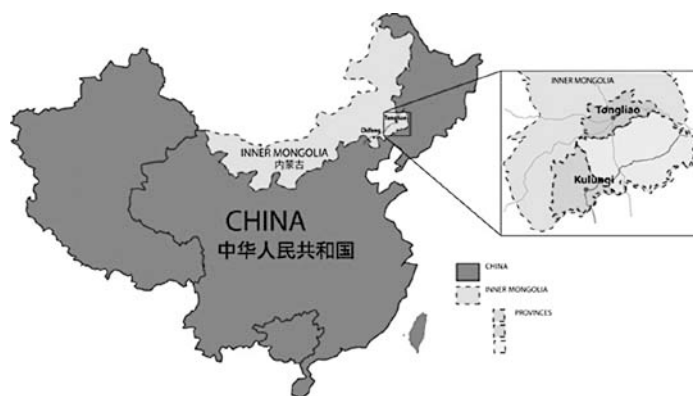 INNER MONGOLIA
Tongliao
Kulunqi
Tongliao
Chifeng
INNER MONGOLIA
内蒙古
CHINA
中华人民共和国
CHINA
INNER MONGOLIA
PROVINCES